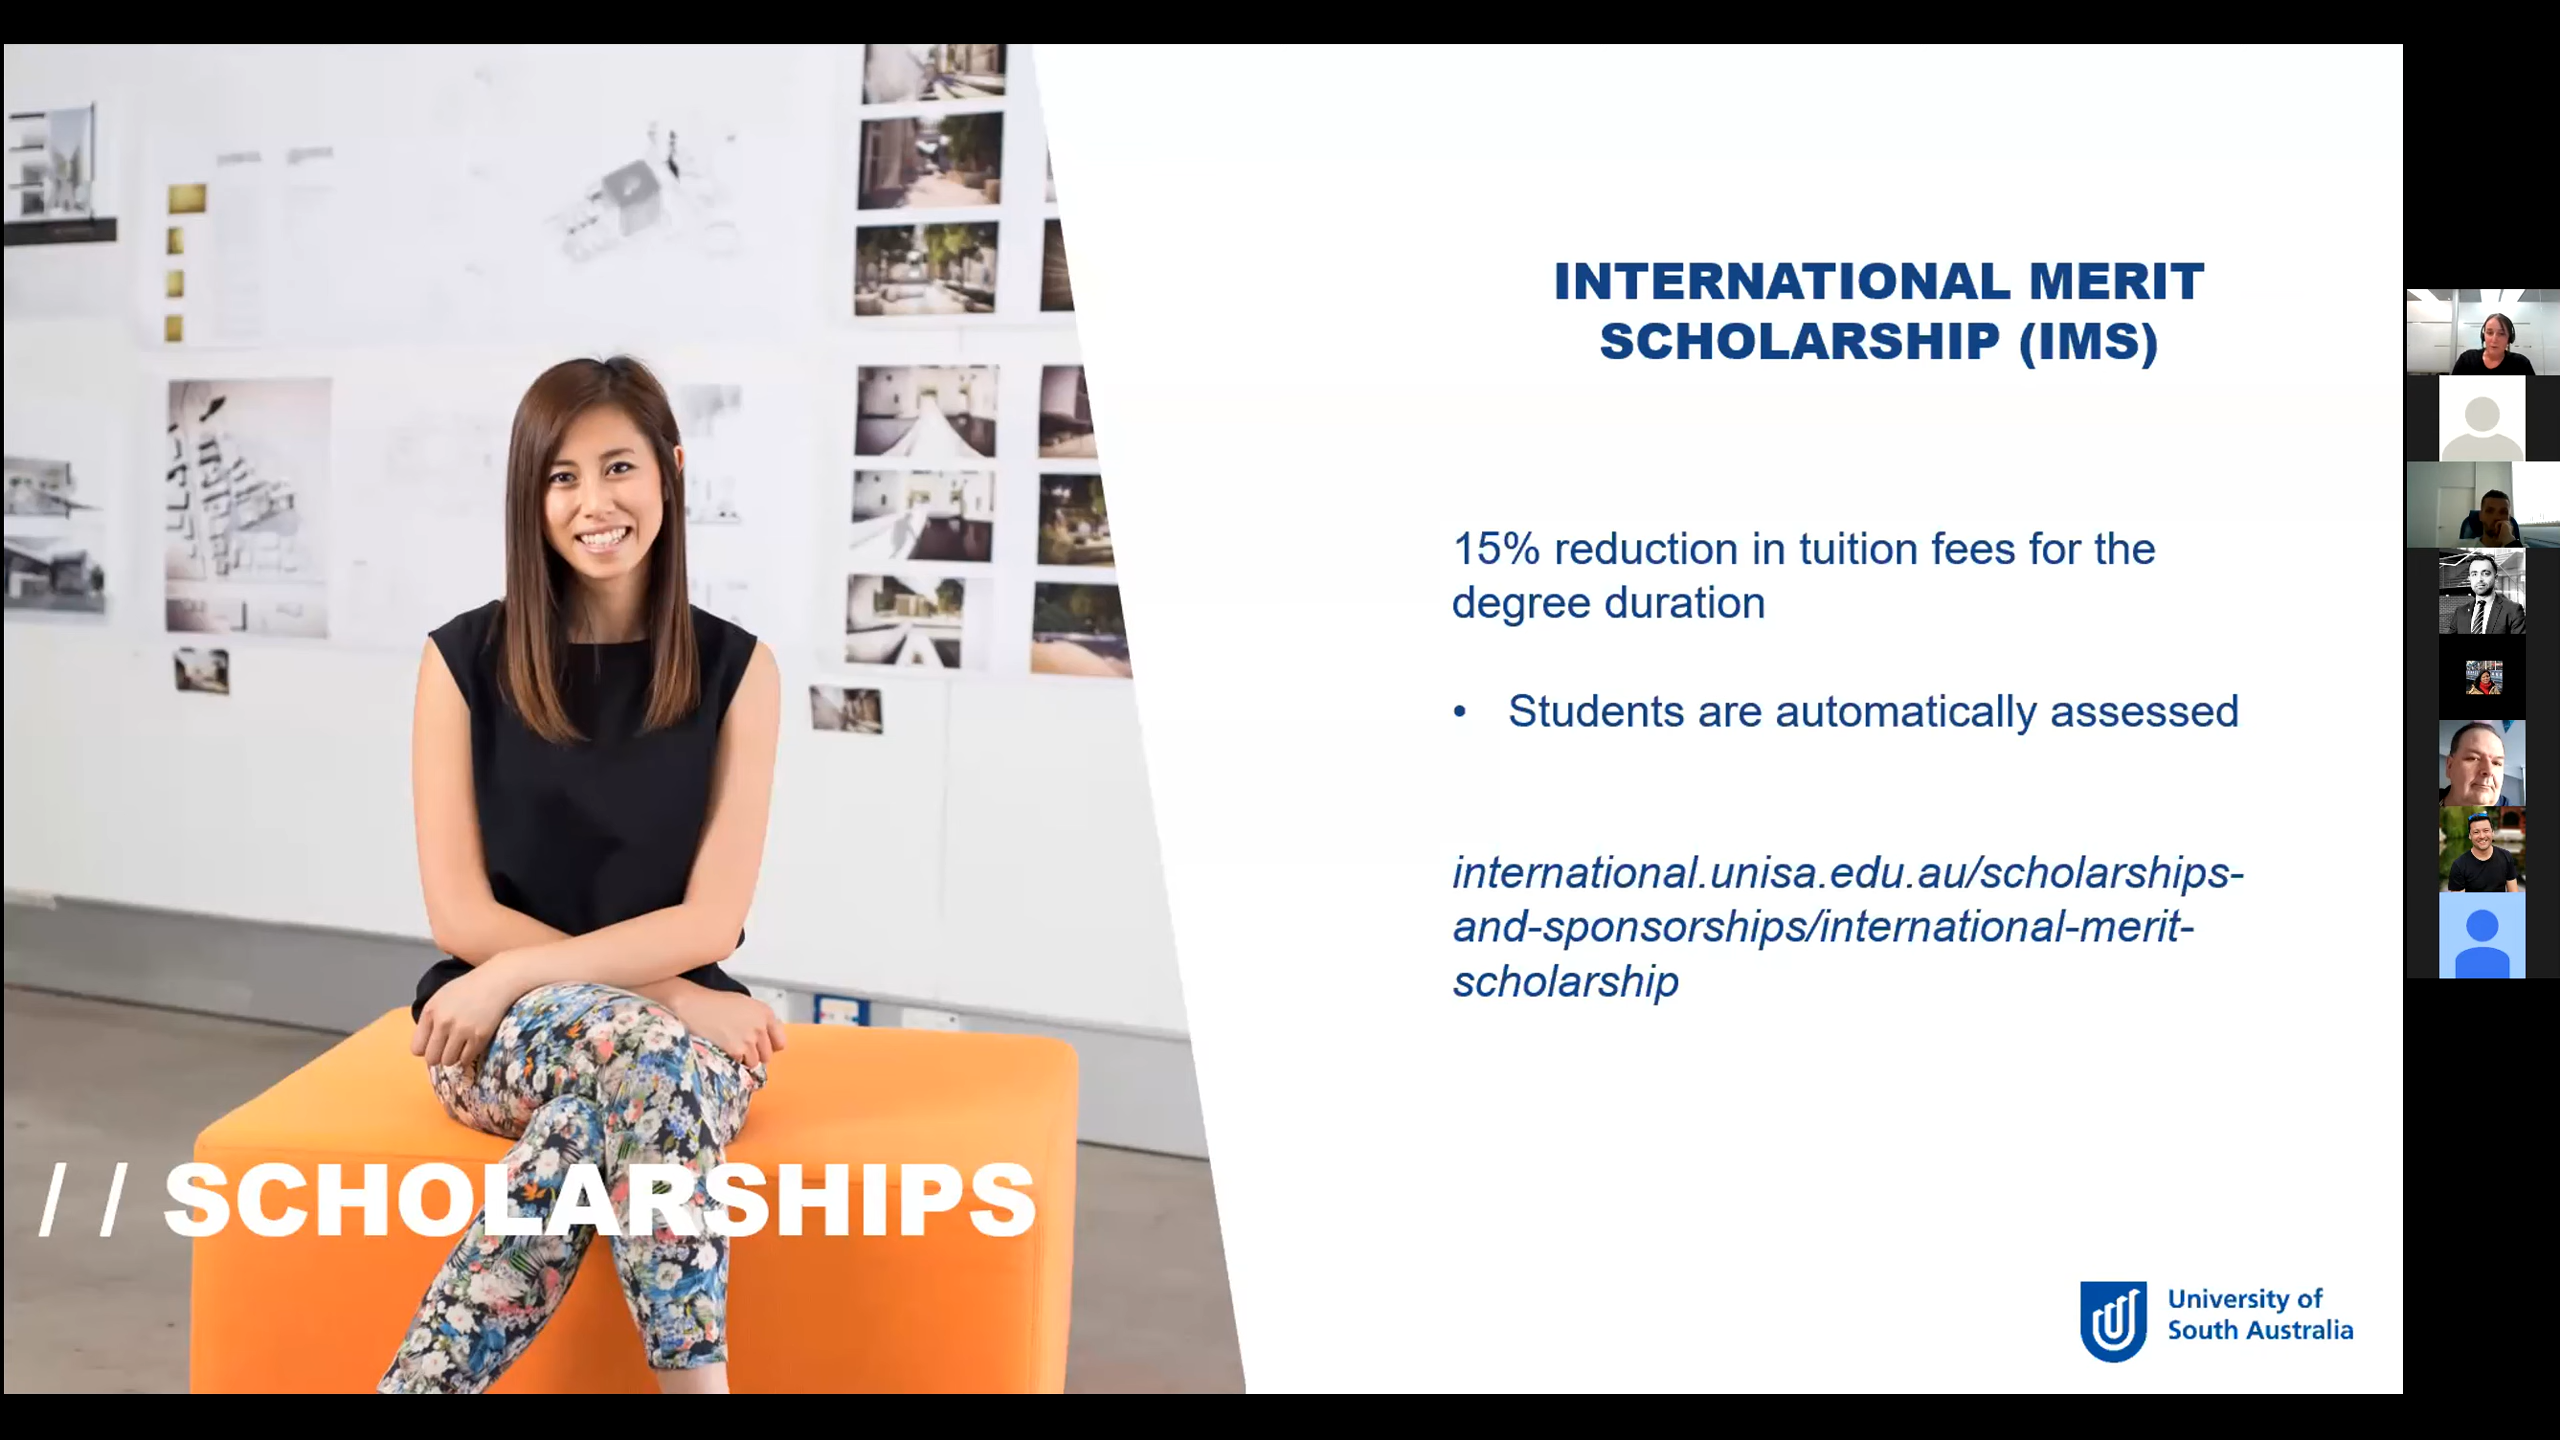 // SCHOLARSHIPS
INTERNATIONAL MERIT
SCHOLARSHIP (IMS)
15% reduction in tuition fees for the
degree duration
• Students are automatically assessed
international.unisa.edu.au/scholarships-
and-sponsorships/international-merit-
scholarship
University of
South Australia